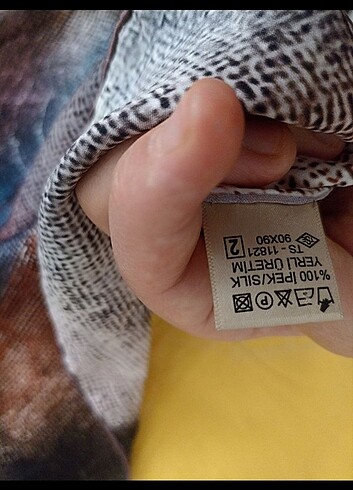 %100 İPEK/SILK
YERLİ ÜRETİM
TS - 11821
90X90
2